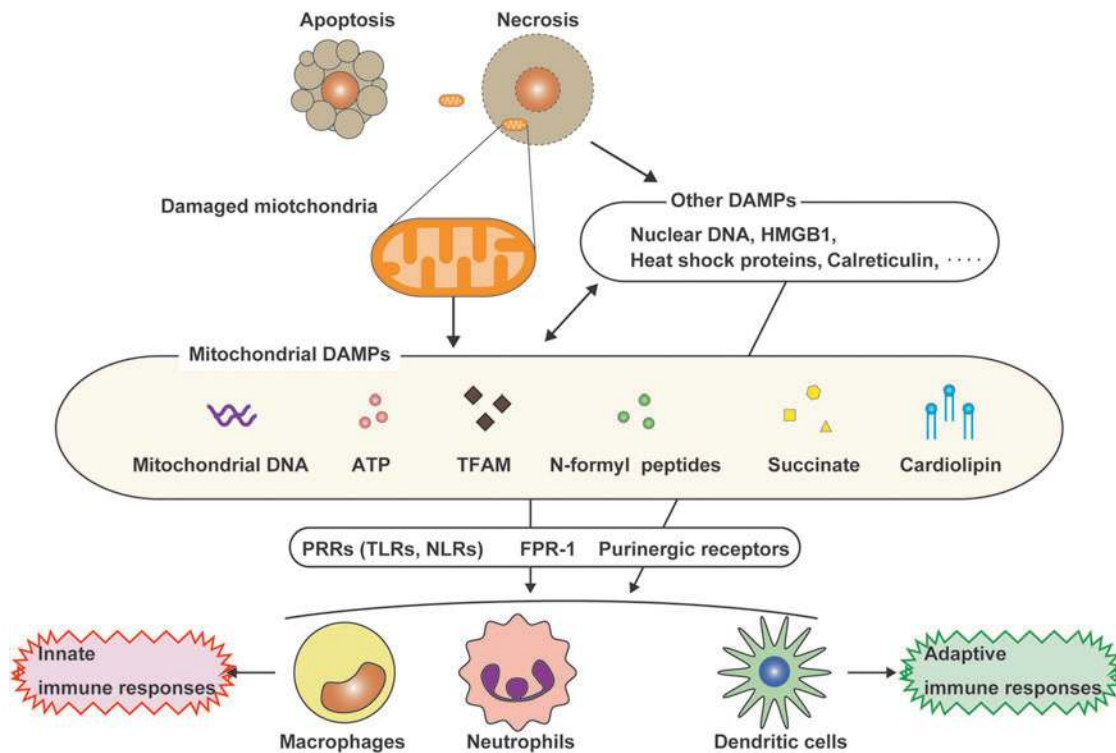 Apoptosis
Necrosis
Damaged miotchondria
Other DAMPs
Nuclear DNA, HMGB1,
Heat shock proteins, Calreticulin, ····
Mitochondrial DAMPs
Mitochondrial DNA
ATP
TFAM
N-formyl peptides
Succinate
Cardiolipin
PRRs (TLRs, NLRs)
FPR-1
Purinergic receptors
Innate
immune responses
Macrophages
Neutrophils
Dendritic cells
Adaptive
immune responses